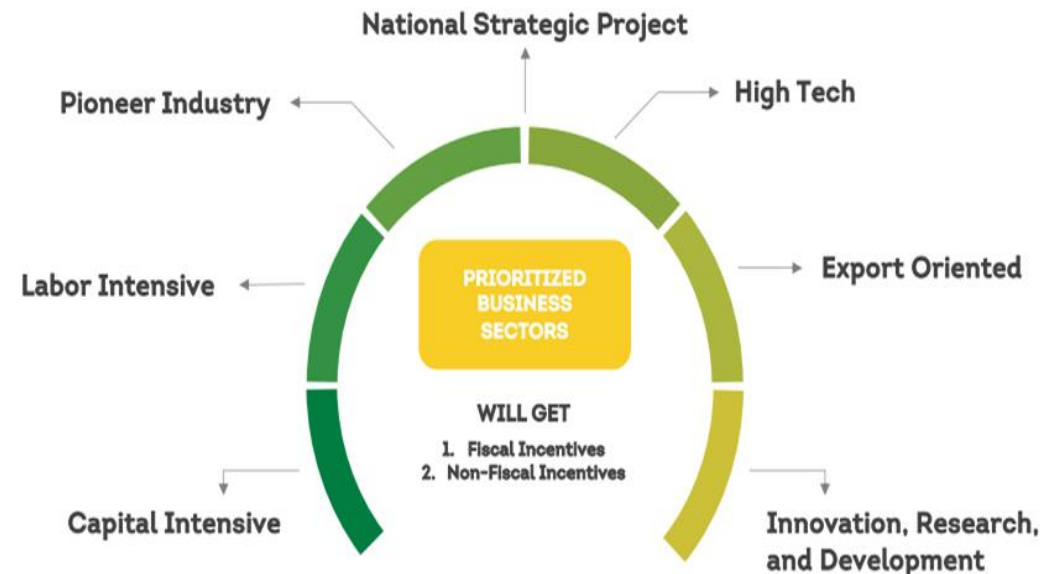 National Strategic Project
Pioneer Industry
High Tech
Labor Intensive
Export Oriented
PRIORITIZED
BUSINESS
SECTORS
WILL GET
1. Fiscal Incentives
2. Non-Fiscal Incentives
Capital Intensive
Innovation, Research,
and Development